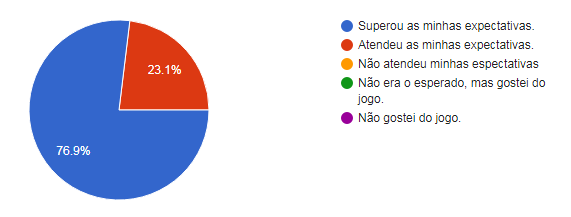 Superou as minhas expectativas.
Atendeu as minhas expectativas.
Não atendeu minhas espectativas
Não era o esperado, mas gostei do
jogo.
Não gostei do jogo.
23.1%
76.9%